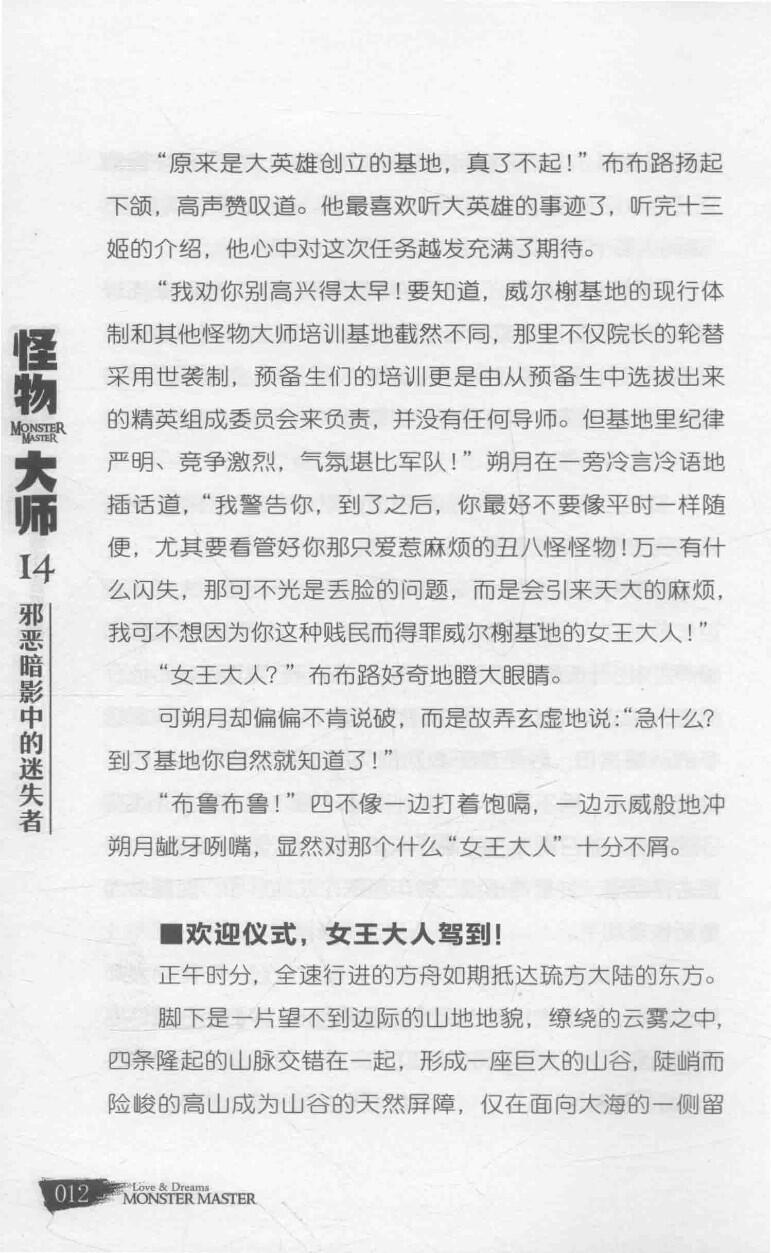 “原来是大英雄创立的基地，真了不起！”布布路扬起
下颌，高声赞叹道。他最喜欢听大英雄的事迹了，听完十三
姬的介绍，他心中对这次任务越发充满了期待。
“我劝你别高兴得太早！要知道，威尔榭基地的现行体
制和其他怪物大师培训基地截然不同，那里不仅院长的轮替
采用世袭制，预备生们的培训更是由从预备生中选拔出来
的精英组成委员会来负责，并没有任何导师。但基地里纪律
严明、竞争激烈，气氛堪比军队！”朔月在一旁冷言冷语地
插话道，“我警告你，到了之后，你最好不要像平时一样随
便，尤其要看管好你那只爱惹麻烦的丑八怪怪物！万一有什
么闪失，那可不光是丢脸的问题，而是会引来天大的麻烦，
我可不想因为你这种贱民而得罪威尔榭基地的女王大人！”
“女王大人？”布布路好奇地瞪大眼睛。
可朔月却偏偏不肯说破，而是故弄玄虚地说：“急什么？
到了基地你自然就知道了！”
“布鲁布鲁！”四不像一边打着饱嗝，一边示威般地冲
朔月龇牙咧嘴，显然对那个什么“女王大人”十分不屑。
■欢迎仪式，女王大人驾到！
正午时分，全速行进的方舟如期抵达琉方大陆的东方。
脚下是一片望不到边际的山地地貌，缭绕的云雾之中，
四条隆起的山脉交错在一起，形成一座巨大的山谷，陡峭而
险峻的高山成为山谷的天然屏障，仅在面向大海的一侧留
怪物
MONSTER
MASTER
大师
14
邪恶暗影中的迷失者
012
Love & Dreams
MONSTER MASTER